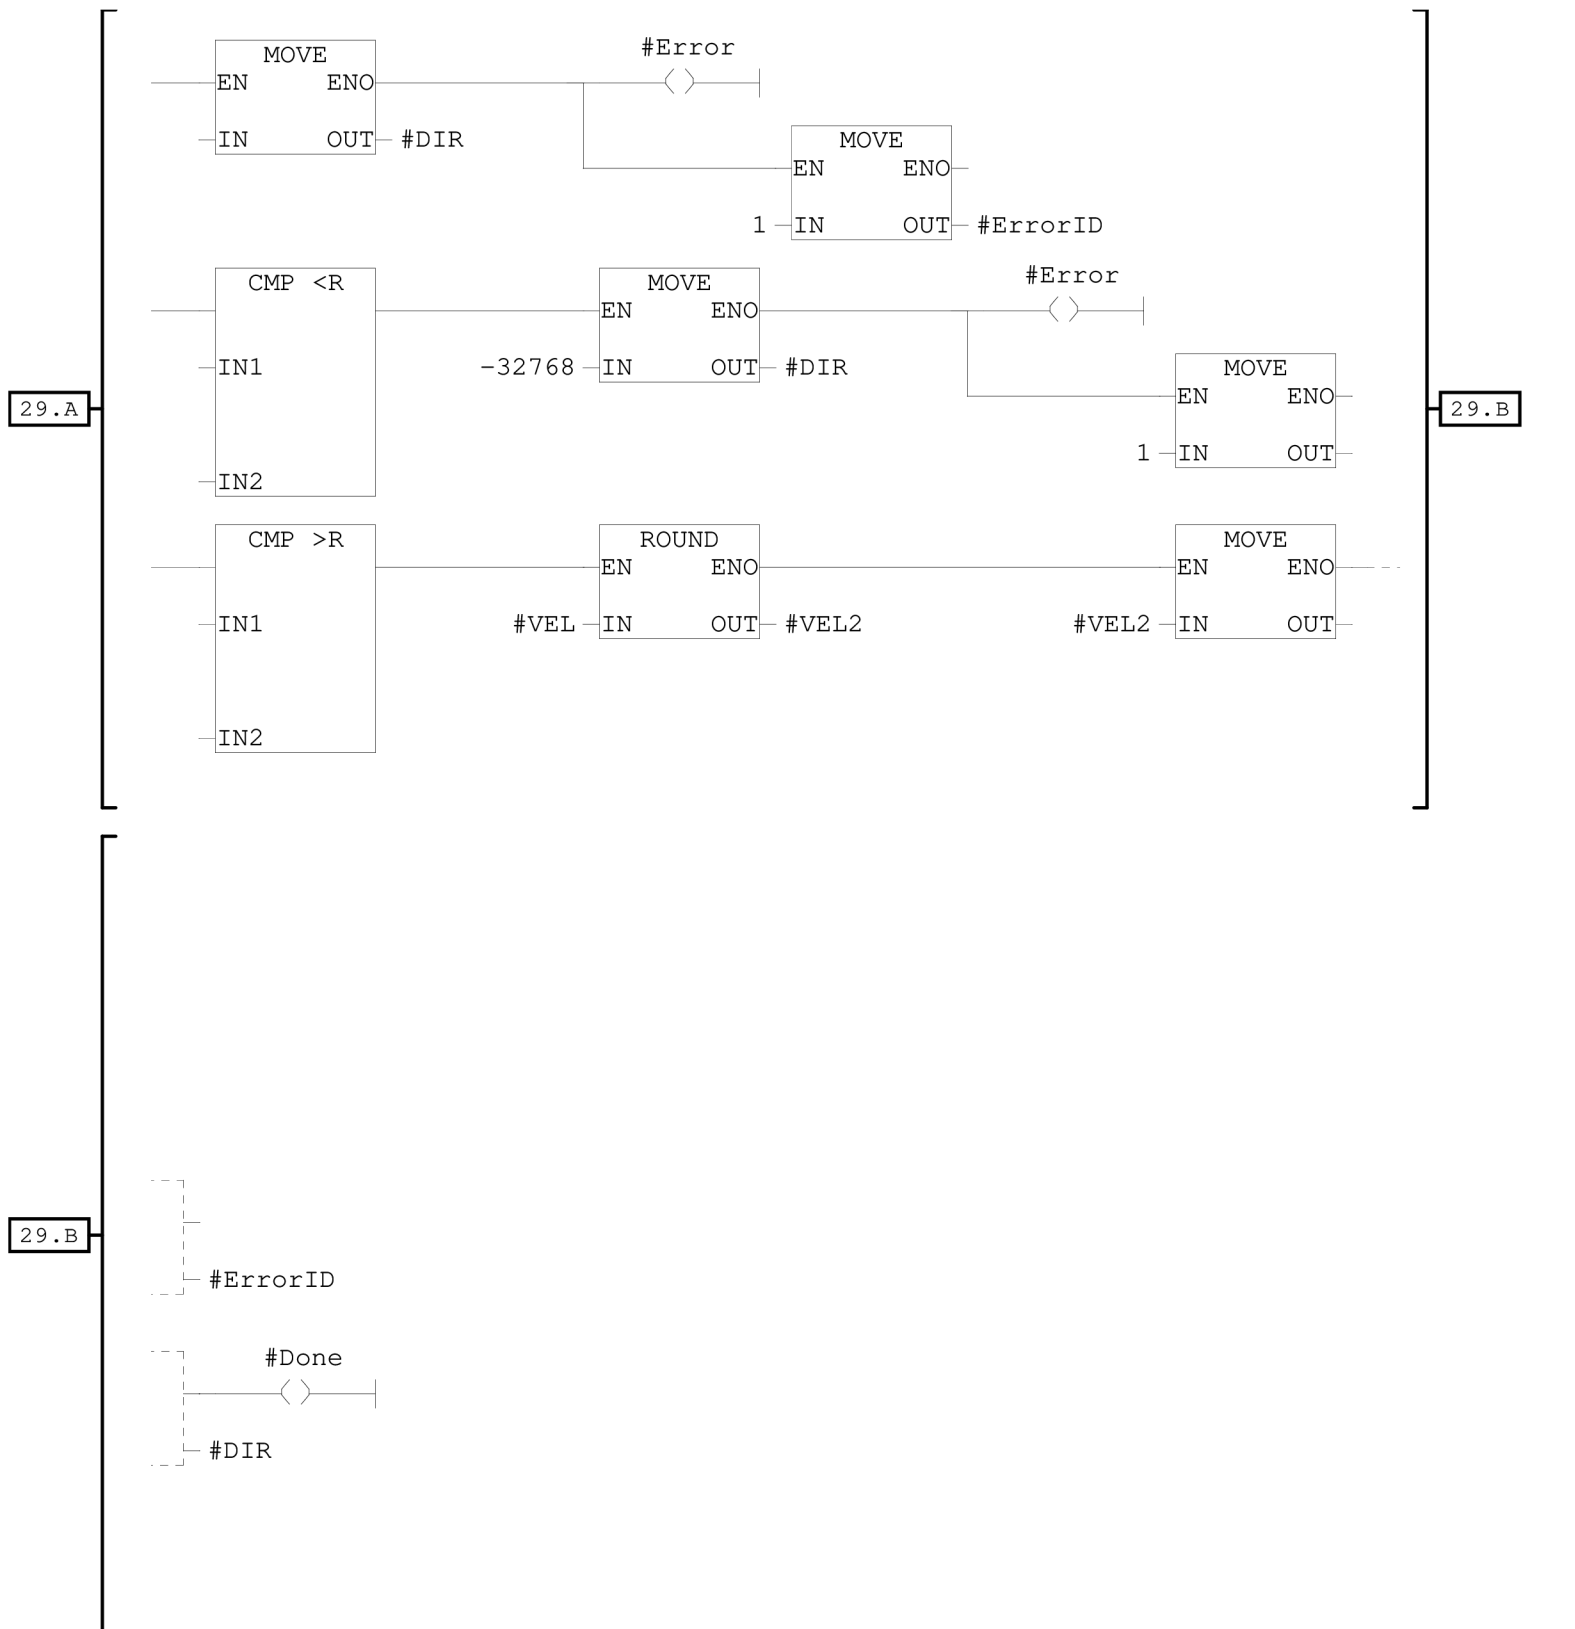 MOVE
#Error
EN ENO
IN OUT #DIR
MOVE
EN ENO
1 IN OUT #ErrorID
CMP <R
MOVE
#Error
EN ENO
IN1
-32768 IN OUT #DIR
MOVE
EN ENO
29.A
29.B
1 IN OUT
IN2
CMP >R
ROUND
MOVE
EN ENO
EN ENO
IN1
#VEL IN OUT #VEL2
#VEL2 IN OUT
IN2
29.B
#ErrorID
#Done
#DIR